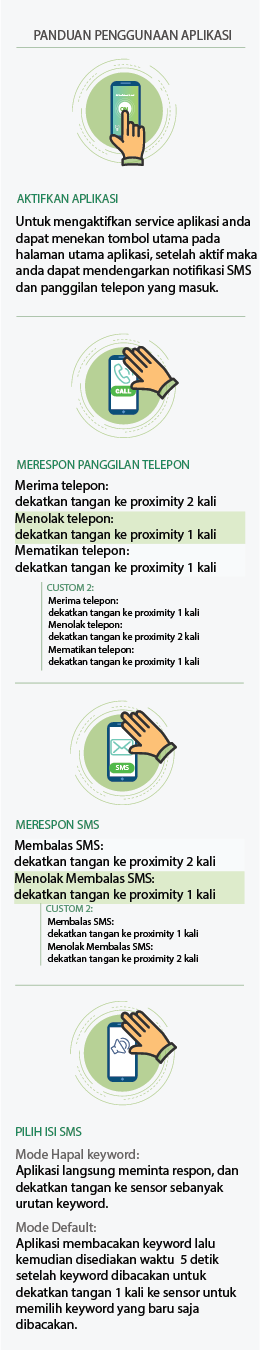 PANDUAN PENGGUNAAN APLIKASI
AKTIFKAN APLIKASI
Untuk mengaktifkan service aplikasi anda
dapat menekan tombol utama pada
halaman utama aplikasi, setelah aktif maka
anda dapat mendengarkan notifikasi SMS
dan panggilan telepon yang masuk.
CALL
MERESPON PANGGILAN TELEPON
Merima telepon:
dekatkan tangan ke proximity 2 kali
Menolak telepon:
dekatkan tangan ke proximity 1 kali
Mematikan telepon:
dekatkan tangan ke proximity 1 kali
CUSTOM 2:
Merima telepon:
dekatkan tangan ke proximity 1 kali
Menolak telepon:
dekatkan tangan ke proximity 2 kali
Mematikan telepon:
dekatkan tangan ke proximity 1 kali
SMS
MERESPON SMS
Membalas SMS:
dekatkan tangan ke proximity 2 kali
Menolak Membalas SMS:
dekatkan tangan ke proximity 1 kali
CUSTOM 2:
Membalas SMS:
dekatkan tangan ke proximity 1 kali
Menolak Membalas SMS:
dekatkan tangan ke proximity 2 kali
PILIH ISI SMS
Mode Hapal keyword:
Aplikasi langsung meminta respon, dan
dekatkan tangan ke sensor sebanyak
urutan keyword.
Mode Default:
Aplikasi membacakan keyword lalu
kemudian disediakan waktu  5 detik
setelah keyword dibacakan untuk
dekatkan tangan 1 kali ke sensor untuk
memilih keyword yang baru saja
dibacakan.